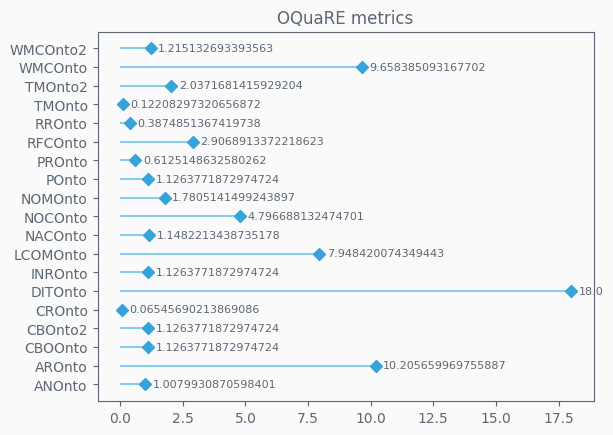 OQuaRE metrics
WMCOnto2 1.215132693393563
WMCOnto 9.658385093167702
TMOnto2 2.0371681415929204
TMOnto 0.12208297320656872
RROnto 0.3874851367419738
RFCOnto 2.9068913372218623
PROnto 0.6125148632580262
POnto 1.1263771872974724
NOMOnto 1.7805141499243897
NOCOnto 4.796688132474701
NACOnto 1.1482213438735178
LCOMOnto 7.948420074349443
INROnto 1.1263771872974724
DITOnto 18.0
CROnto 0.06545690213869086
CBOnto2 1.1263771872974724
CBOOnto 1.1263771872974724
AROnto 10.205659969755887
ANOnto 1.0079930870598401
0.0 2.5 5.0 7.5 10.0 12.5 15.0 17.5